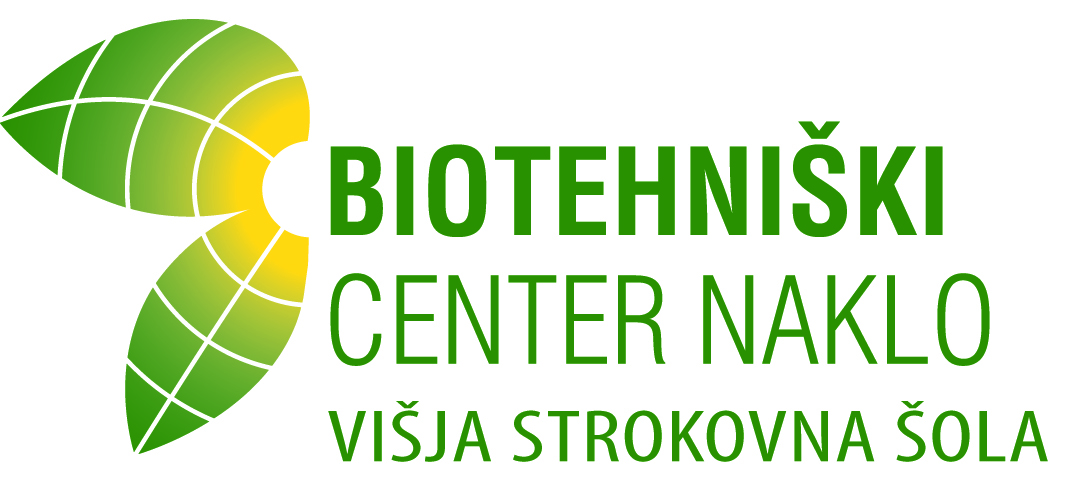 BIOTEHNIŠKI
CENTER NAKLO
VIŠJA STROKOVNA ŠOLA